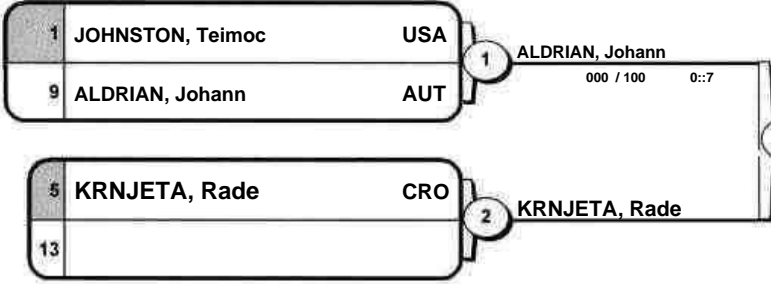 1 JOHNSTON, Teimoc USA
1 ALDRIAN, Johann
000 / 100 0::7
9 ALDRIAN, Johann AUT
5 KRNJETA, Rade CRO
2 KRNJETA, Rade
13